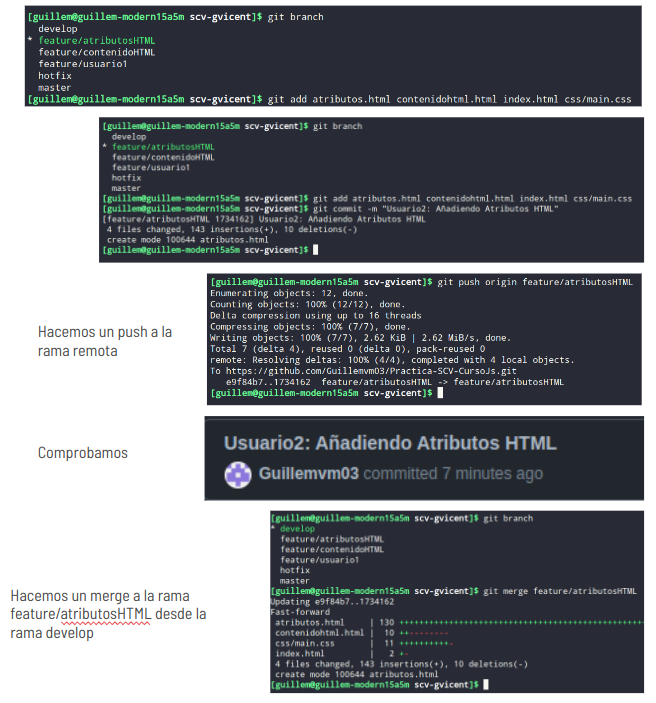 [guillem@guillem-modern15a5m scv-gvicent]$ git branch
  develop
* feature/atributosHTML
  feature/contenidoHTML
  feature/usuario1
  hotfix
  master
[guillem@guillem-modern15a5m scv-gvicent]$ git add atributos.html contenidohtml.html index.html css/main.css
[guillem@guillem-modern15a5m scv-gvicent]$ git branch
  develop
* feature/atributosHTML
  feature/contenidoHTML
  feature/usuario1
  hotfix
  master
[guillem@guillem-modern15a5m scv-gvicent]$ git add atributos.html contenidohtml.html index.html css/main.css
[guillem@guillem-modern15a5m scv-gvicent]$ git commit -m "Usuario2: Añadiendo Atributos HTML"
[feature/atributosHTML 1734162] Usuario2: Añadiendo Atributos HTML
 4 files changed, 143 insertions(+), 10 deletions(-)
 create mode 100644 atributos.html
[guillem@guillem-modern15a5m scv-gvicent]$
Hacemos un push a la
rama remota
[guillem@guillem-modern15a5m scv-gvicent]$ git push origin feature/atributosHTML
Enumerating objects: 12, done.
Counting objects: 100% (12/12), done.
Delta compression using up to 16 threads
Compressing objects: 100% (7/7), done.
Writing objects: 100% (7/7), 2.62 KiB | 2.62 MiB/s, done.
Total 7 (delta 4), reused 0 (delta 0), pack-reused 0
remote: Resolving deltas: 100% (4/4), completed with 4 local objects.
To https://github.com/Guillemvm03/Practica-SCV-CursoJs.git
   e9f84b7..1734162  feature/atributosHTML -> feature/atributosHTML
[guillem@guillem-modern15a5m scv-gvicent]$
Comprobamos
Usuario2: Añadiendo Atributos HTML
Guillemvm03 committed 7 minutes ago
Hacemos un merge a la rama
feature/atributosHTML desde la
rama develop
[guillem@guillem-modern15a5m scv-gvicent]$ git branch
* develop
  feature/atributosHTML
  feature/contenidoHTML
  feature/usuario1
  hotfix
  master
[guillem@guillem-modern15a5m scv-gvicent]$ git merge feature/atributosHTML
Updating e9f84b7..1734162
Fast-forward
 atributos.html     | 130 +++++++++++++++++++++++++++++++++++++++++++++++++
 contenidohtml.html |  10 ++--------
 css/main.css       |  11 ++++++++++-
 index.html         |   2 +-
 4 files changed, 143 insertions(+), 10 deletions(-)
 create mode 100644 atributos.html
[guillem@guillem-modern15a5m scv-gvicent]$